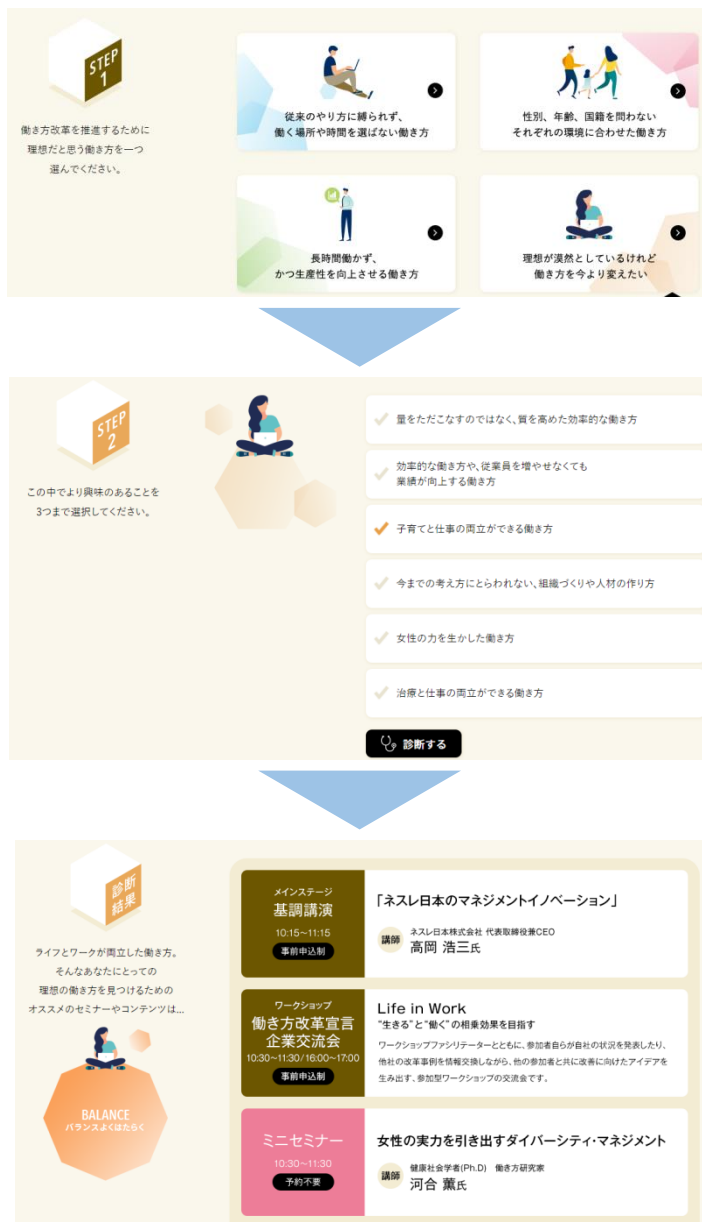 STEP
1
働き方改革を推進するために
理想だと思う働き方を一つ
選んでください。
従来のやり方に縛られず、
働く場所や時間を選ばない働き方
性別、年齢、国籍を問わない
それぞれの環境に合わせた働き方
長時間働かず、
かつ生産性を向上させる働き方
理想が漠然としているけれど
働き方を今より変えたい
STEP
2
この中でより興味のあることを
3つまで選択してください。
量をただこなすのではなく、質を高めた効率的な働き方
効率的な働き方や、従業員を増やせなくても
業績が向上する働き方
子育てと仕事の両立ができる働き方
今までの考え方にとらわれない、組織づくりや人材の作り方
女性の力を生かした働き方
治療と仕事の両立ができる働き方
診断する
診断
結果
ライフとワークが両立した働き方。
そんなあなたにとっての
理想の働き方を見つけるための
オススメのセミナーやコンテンツは...
BALANCE
バランスよくはたらく
メインステージ
基調講演
10:15~11:15
事前申込制
「ネスレ日本のマネジメントイノベーション」
講師
ネスレ日本株式会社 代表取締役兼CEO
高岡 浩三氏
ワークショップ
働き方改革宣言
企業交流会
10:30~11:30/16:00~17:00
事前申込制
Life in Work
"生きる"と"働く"の相乗効果を目指す
ワークショップファシリテーターとともに、参加者自らが自社の状況を発表したり、
他社の改革事例を情報交換しながら、他の参加者と共に改善に向けたアイデアを
生み出す、参加型ワークショップの交流会です。
ミニセミナー
10:30~11:30
予約不要
女性の実力を引き出すダイバーシティ・マネジメント
講師
健康社会学者(Ph.D) 働き方研究家
河合 薫氏